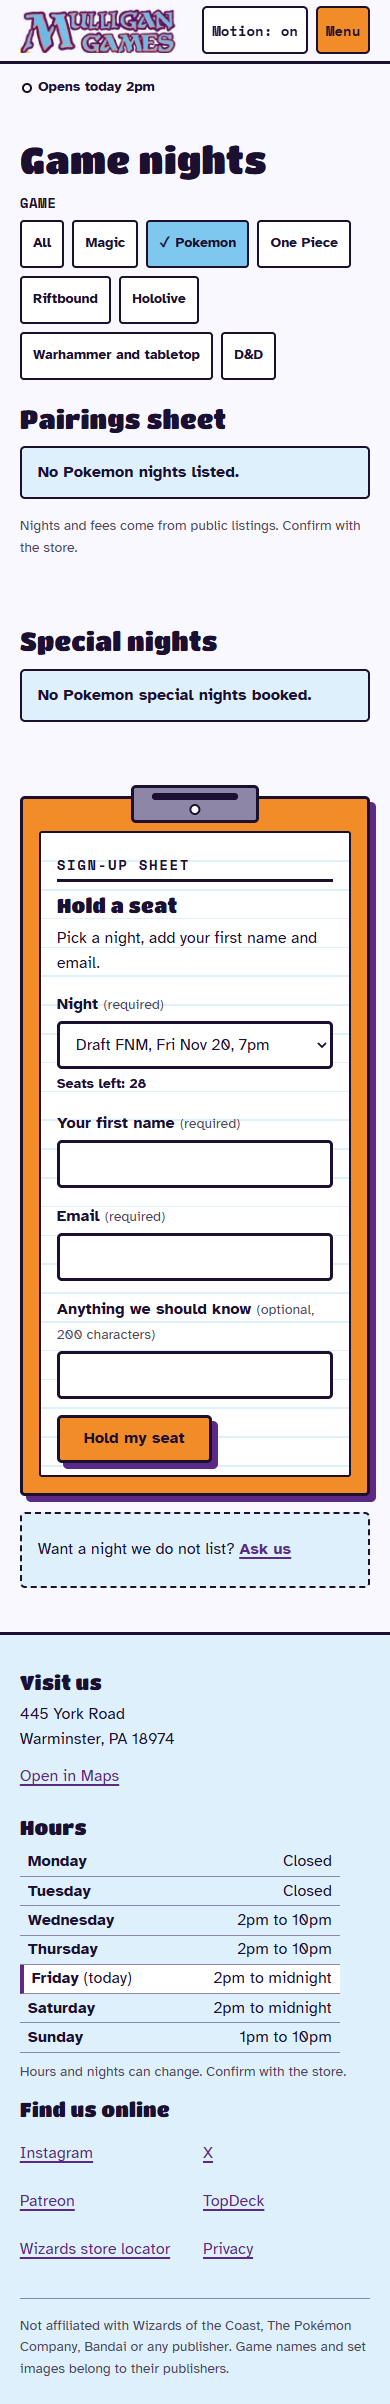 MULLIGAN
GAMES
Motion: on
Menu
Opens today 2pm
Game nights
GAME
All
Magic
✓ Pokemon
One Piece
Riftbound
Hololive
Warhammer and tabletop
D&D
Pairings sheet
No Pokemon nights listed.
Nights and fees come from public listings. Confirm with
the store.
Special nights
No Pokemon special nights booked.
SIGN-UP SHEET
Hold a seat
Pick a night, add your first name and
email.
Night (required)
Draft FNM, Fri Nov 20, 7pm
Seats left: 28
Your first name (required)
Email (required)
Anything we should know (optional,
200 characters)
Hold my seat
Want a night we do not list? Ask us
Visit us
445 York Road
Warminster, PA 18974
Open in Maps
Hours
Monday Closed
Tuesday Closed
Wednesday 2pm to 10pm
Thursday 2pm to 10pm
Friday (today) 2pm to midnight
Saturday 2pm to midnight
Sunday 1pm to 10pm
Hours and nights can change. Confirm with the store.
Find us online
Instagram X
Patreon TopDeck
Wizards store locator Privacy
Not affiliated with Wizards of the Coast, The Pokémon
Company, Bandai or any publisher. Game names and set
images belong to their publishers.